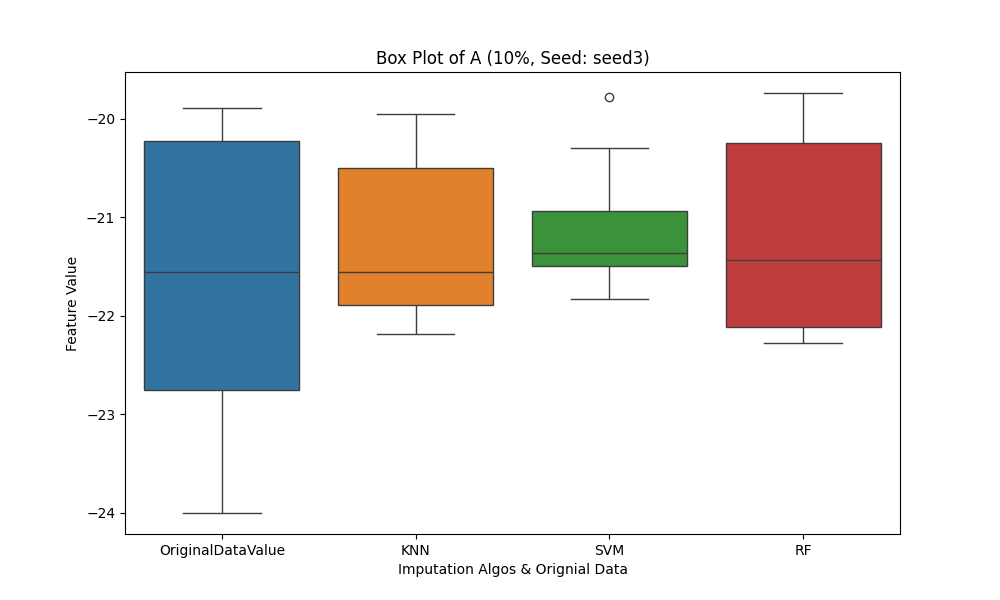 Box Plot of A (10%, Seed: seed3)
Feature Value
−20
−21
−22
−23
−24
OriginalDataValue
KNN
SVM
RF
Imputation Algos & Orignial Data